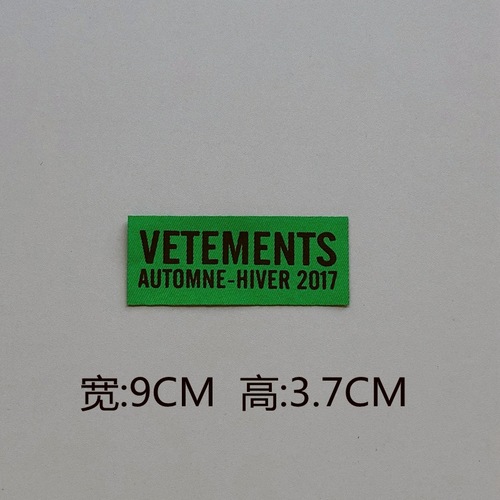 VETEMENTS
AUTOMNE-HIVER 2017
宽:9CM 高:3.7CM